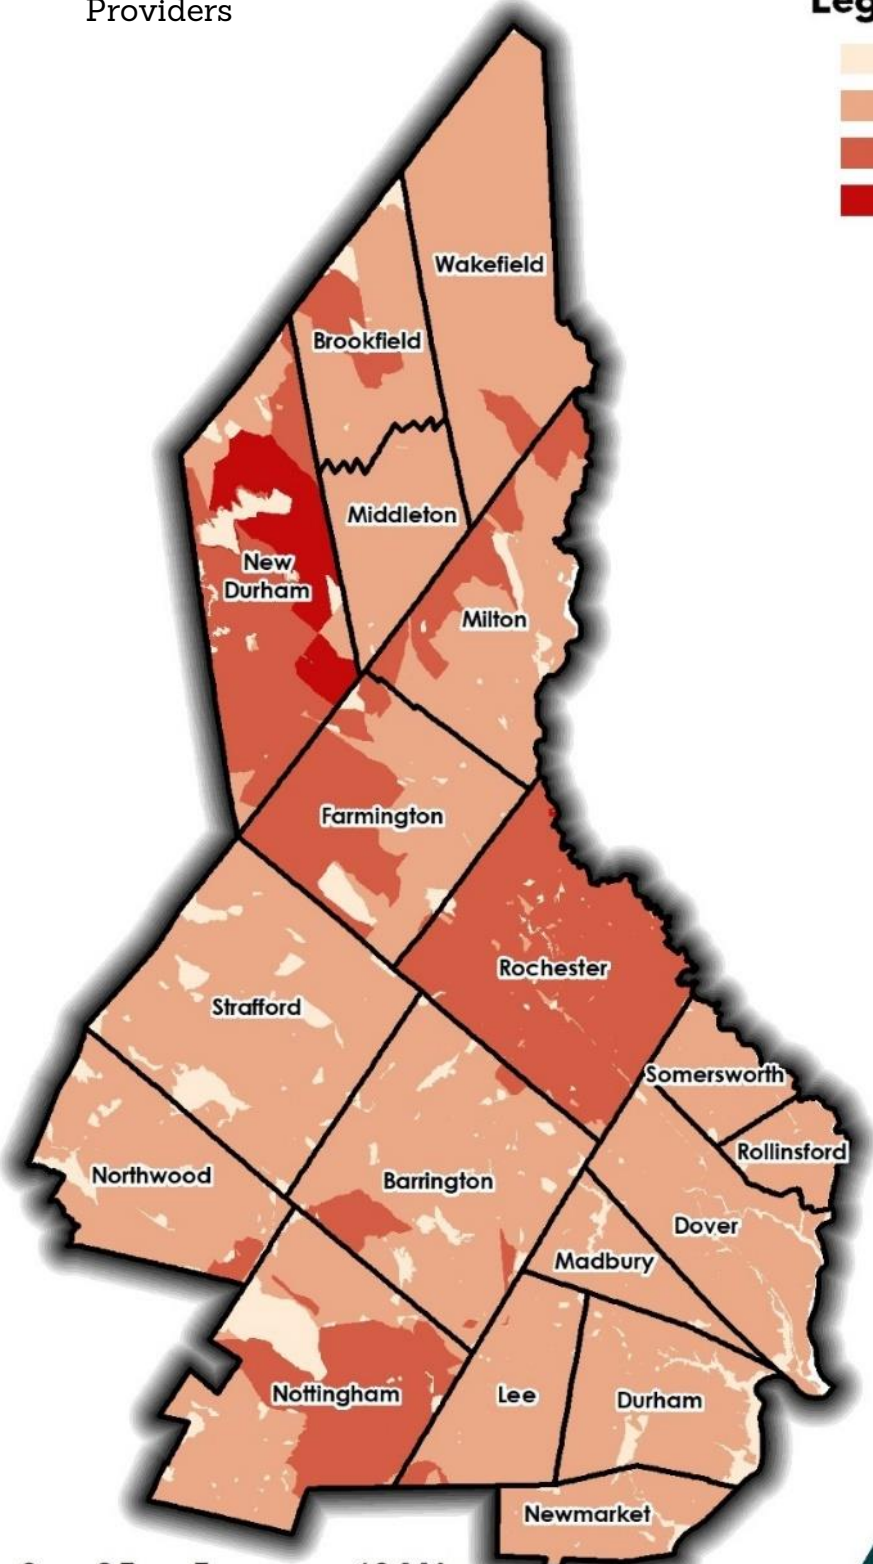 Providers
Leg
Wakefield
Brookfield
Middleton
New
Durham
Milton
Farmington
Rochester
Strafford
Somersworth
Rollinsford
Northwood
Barrington
Dover
Madbury
Nottingham
Lee
Durham
Newmarket